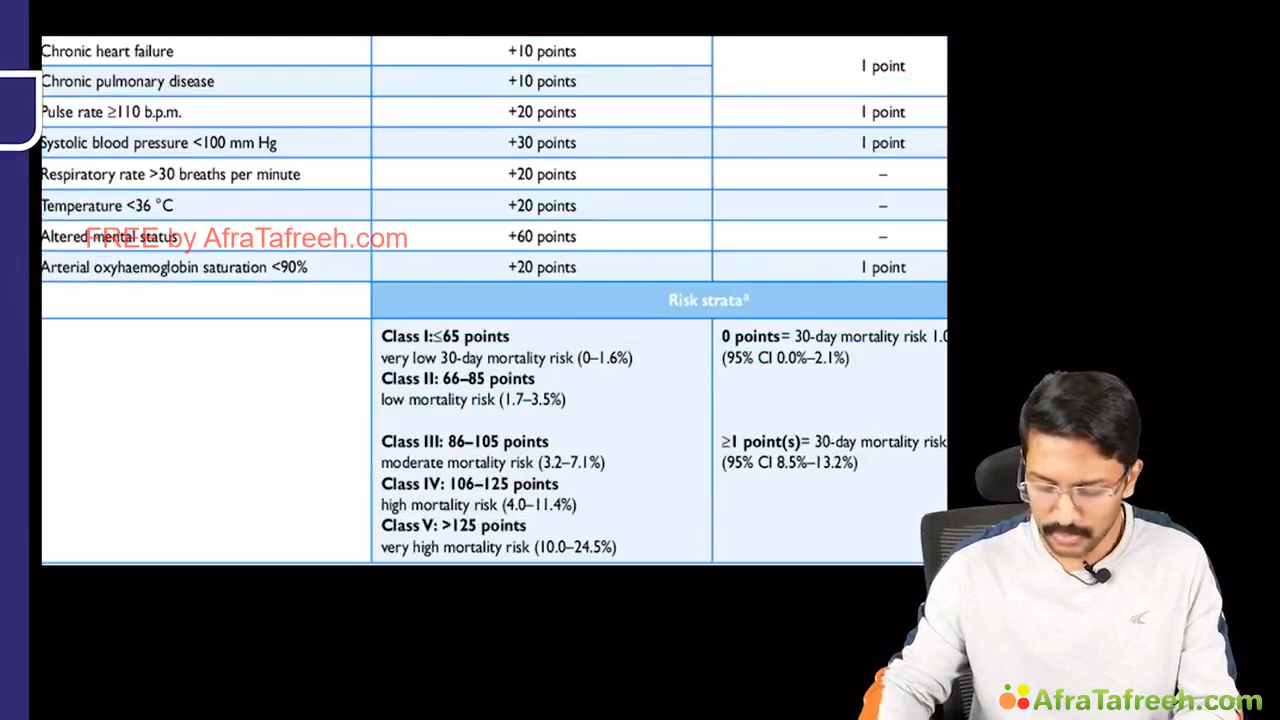 Chronic heart failure +10 points
1 point
Chronic pulmonary disease +10 points
Pulse rate ≥110 b.p.m. +20 points 1 point
Systolic blood pressure <100 mm Hg +30 points 1 point
Respiratory rate >30 breaths per minute +20 points –
Temperature <36 °C +20 points –
Altered mental status +60 points –
FREE by AfraTafreeh.com
Arterial oxyhaemoglobin saturation <90% +20 points 1 point
Risk strataª
Class I:≤65 points
very low 30-day mortality risk (0–1.6%)
Class II: 66–85 points
low mortality risk (1.7–3.5%)
Class III: 86–105 points
moderate mortality risk (3.2–7.1%)
Class IV: 106–125 points
high mortality risk (4.0–11.4%)
Class V: >125 points
very high mortality risk (10.0–24.5%)
0 points= 30-day mortality risk 1.0
(95% CI 0.0%–2.1%)
≥1 point(s)= 30-day mortality risk
(95% CI 8.5%–13.2%)
AfraTafreeh.com